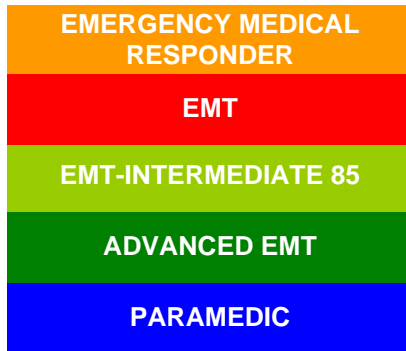 EMERGENCY MEDICAL
RESPONDER
EMT
EMT-INTERMEDIATE 85
ADVANCED EMT
PARAMEDIC